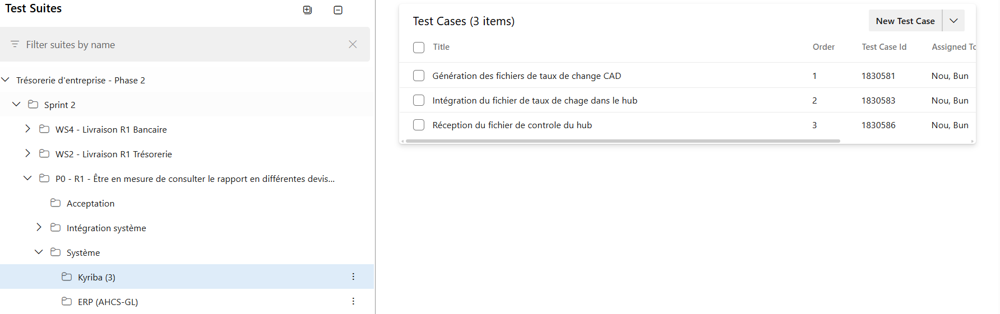 Test Suites
Filter suites by name
Trésorerie d'entreprise - Phase 2
Sprint 2
WS4 - Livraison R1 Bancaire
WS2 - Livraison R1 Trésorerie
P0 - R1 - Être en mesure de consulter le rapport en différentes devis...
Acceptation
Intégration système
Système
Kyriba (3)
ERP (AHCS-GL)
Test Cases (3 items)
New Test Case
Title Order Test Case Id Assigned To
Génération des fichiers de taux de change CAD 1 1830581 Nou, Bun
Intégration du fichier de taux de chage dans le hub 2 1830583 Nou, Bun
Réception du fichier de controle du hub 3 1830586 Nou, Bun